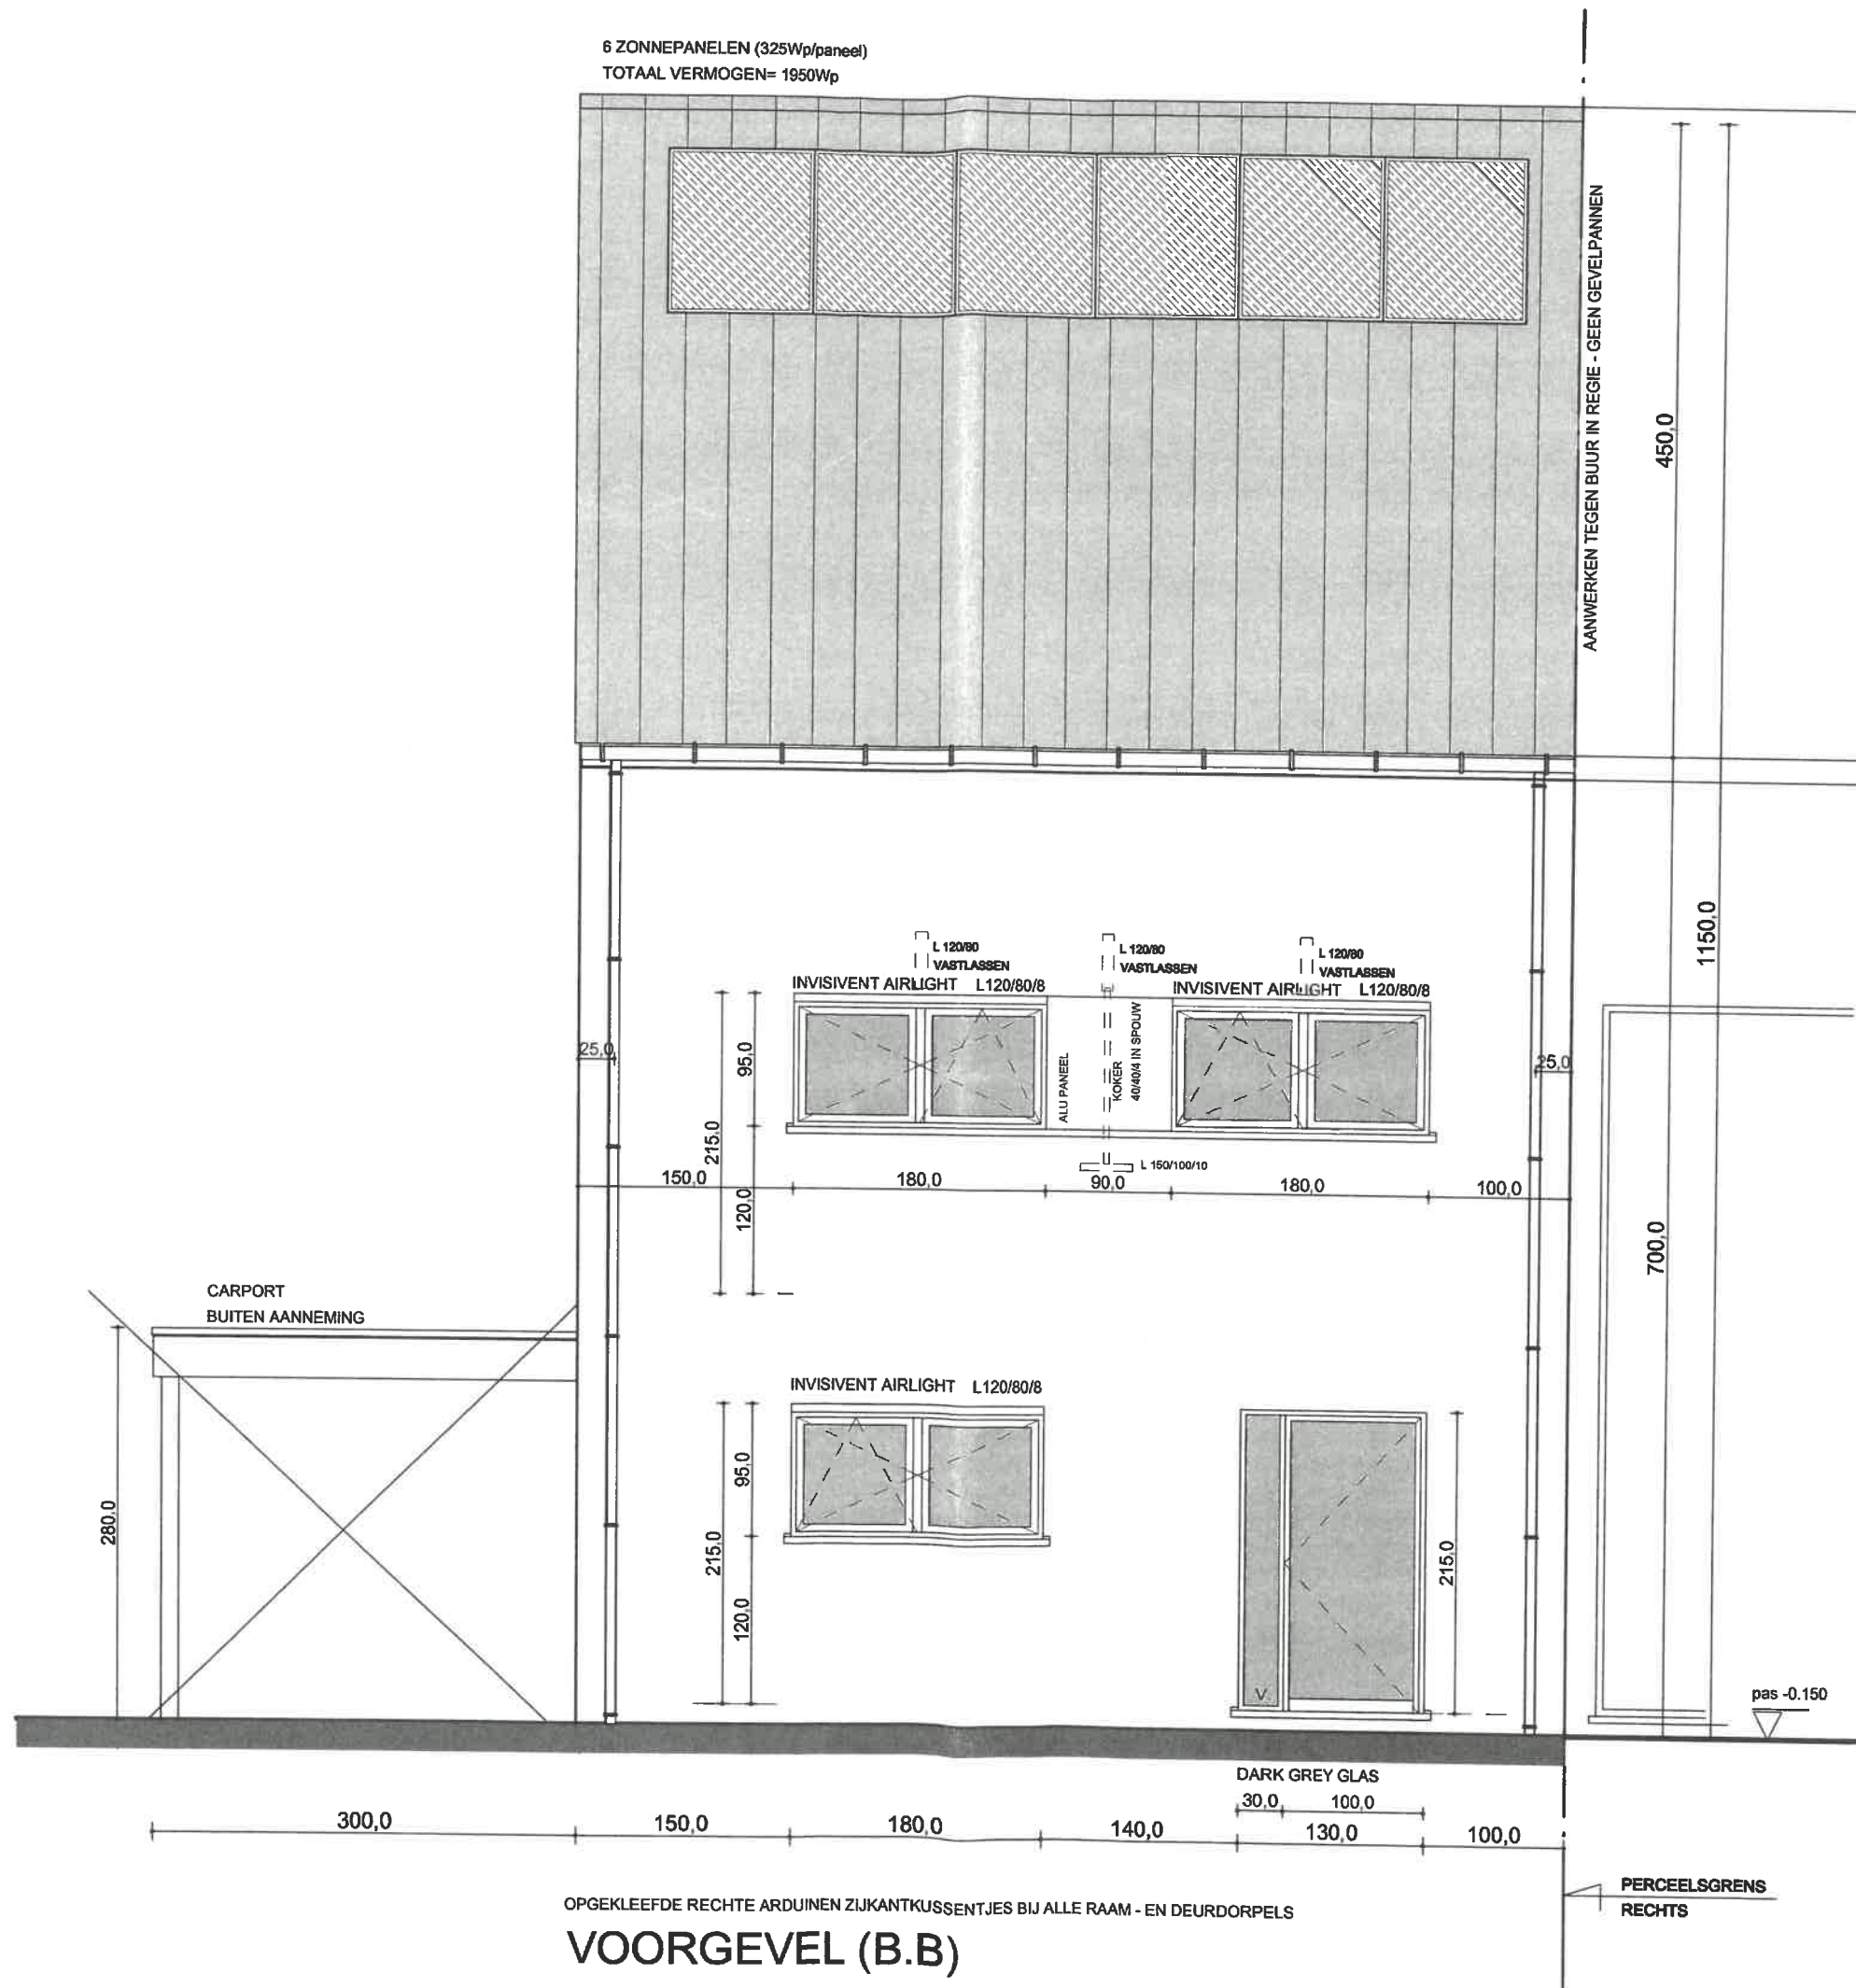 6 ZONNEPANELEN (325Wp/paneel)
TOTAAL VERMOGEN= 1950Wp
AANWERKEN TEGEN BUUR IN REGIE - GEEN GEVELPANNEN
450,0
1150,0
700,0
L 120/80
VASTLASSEN
L 120/80
VASTLASSEN
L 120/80
VASTLASSEN
INVISIVENT AIRLIGHT L120/80/8
INVISIVENT AIRLIGHT L120/80/8
25,0
95,0
215,0
120,0
ALU PANEEL
KOKER
40/40/4 IN SPOUW
25,0
L 150/100/10
150,0
180,0
90,0
180,0
100,0
CARPORT
BUITEN AANNEMING
280,0
INVISIVENT AIRLIGHT L120/80/8
95,0
215,0
120,0
215,0
V
pas -0.150
DARK GREY GLAS
30,0
100,0
300,0
150,0
180,0
140,0
130,0
100,0
PERCEELSGRENS
RECHTS
OPGEKLEEFDE RECHTE ARDUINEN ZIJKANTKUSSENTJES BIJ ALLE RAAM - EN DEURDORPELS
VOORGEVEL (B.B)